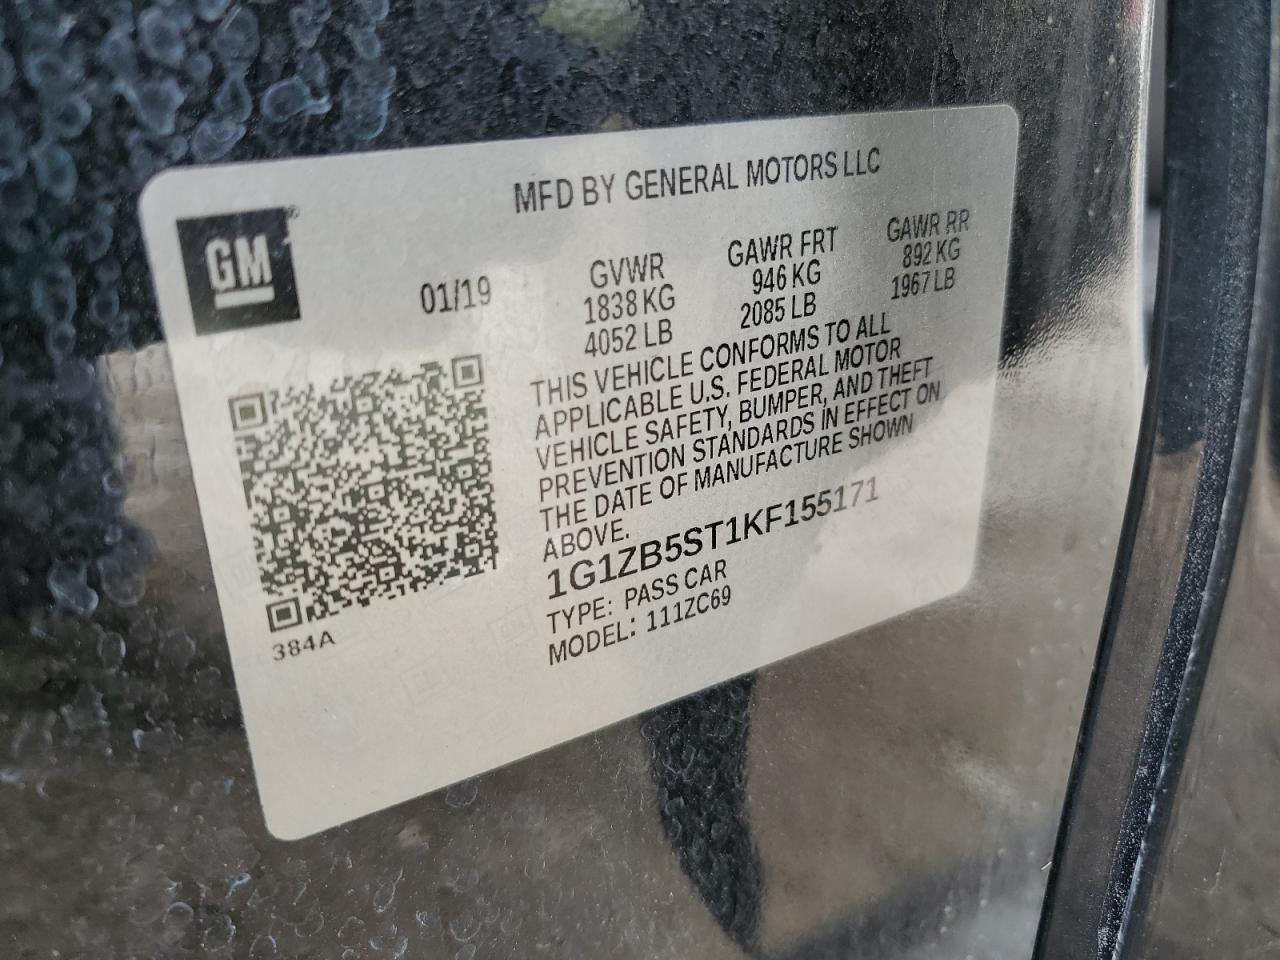 MFD BY GENERAL MOTORS LLC
GM
01/19
GVWR
1838 KG
4052 LB
GAWR FRT
946 KG
2085 LB
GAWR RR
892 KG
1967 LB
THIS VEHICLE CONFORMS TO ALL
APPLICABLE U.S. FEDERAL MOTOR
VEHICLE SAFETY, BUMPER, AND THEFT
PREVENTION STANDARDS IN EFFECT ON
THE DATE OF MANUFACTURE SHOWN
ABOVE.
1G1ZB5ST1KF155171
TYPE: PASS CAR
MODEL: 111ZC69
384A